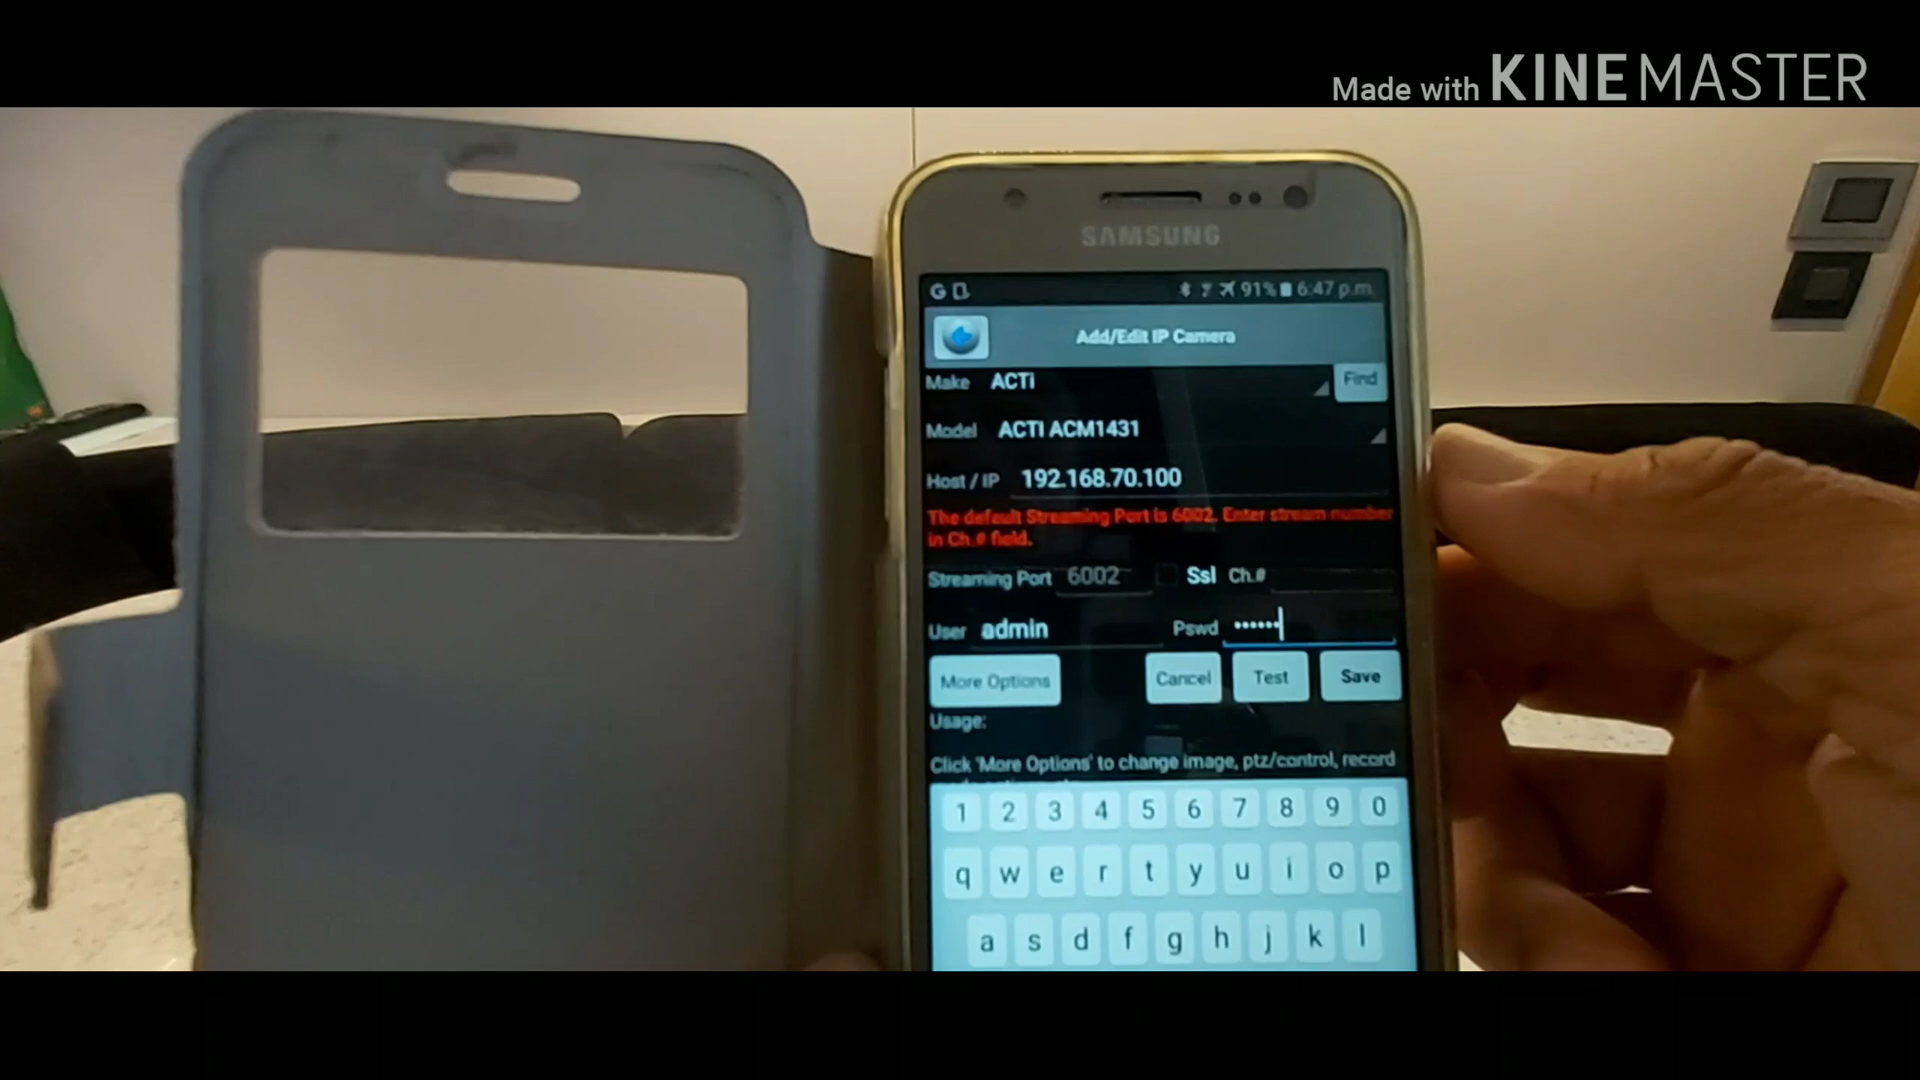 Made with KINEMASTER
SAMSUNG
G 91% 6:47 p.m.
Add/Edit IP Camera
Make ACTi Find
Model ACTI ACM1431
Host / IP 192.168.70.100
The default Streaming Port is 6002. Enter stream number
in Ch.# field.
Streaming Port 6002 Ssl Ch.#
User admin Pswd ••••••
More Options Cancel Test Save
Usage:
Click 'More Options' to change image, ptz/control, record
1 2 3 4 5 6 7 8 9 0
q w e r t y u i o p
a s d f g h j k l